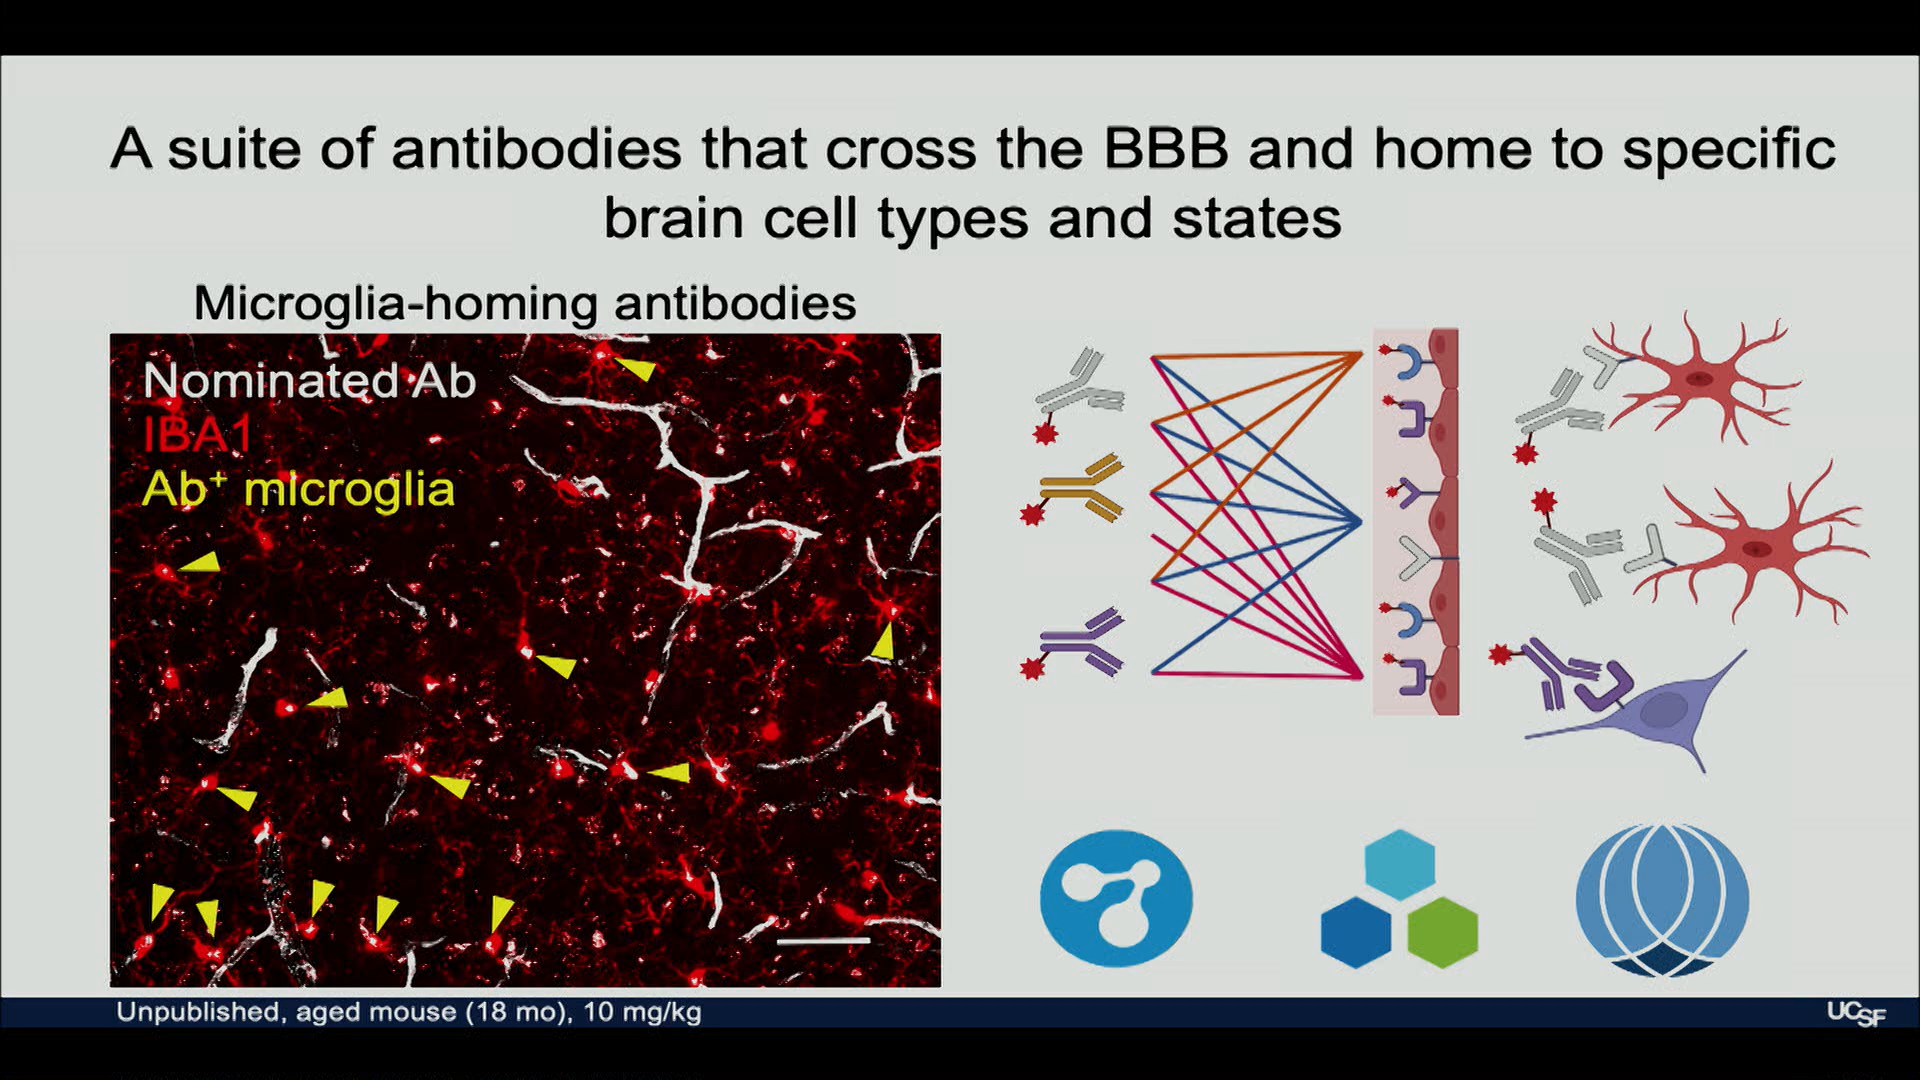 A suite of antibodies that cross the BBB and home to specific
brain cell types and states
Microglia-homing antibodies
Nominated Ab
IBA1
Ab⁺ microglia
Unpublished, aged mouse (18 mo), 10 mg/kg
UCSF